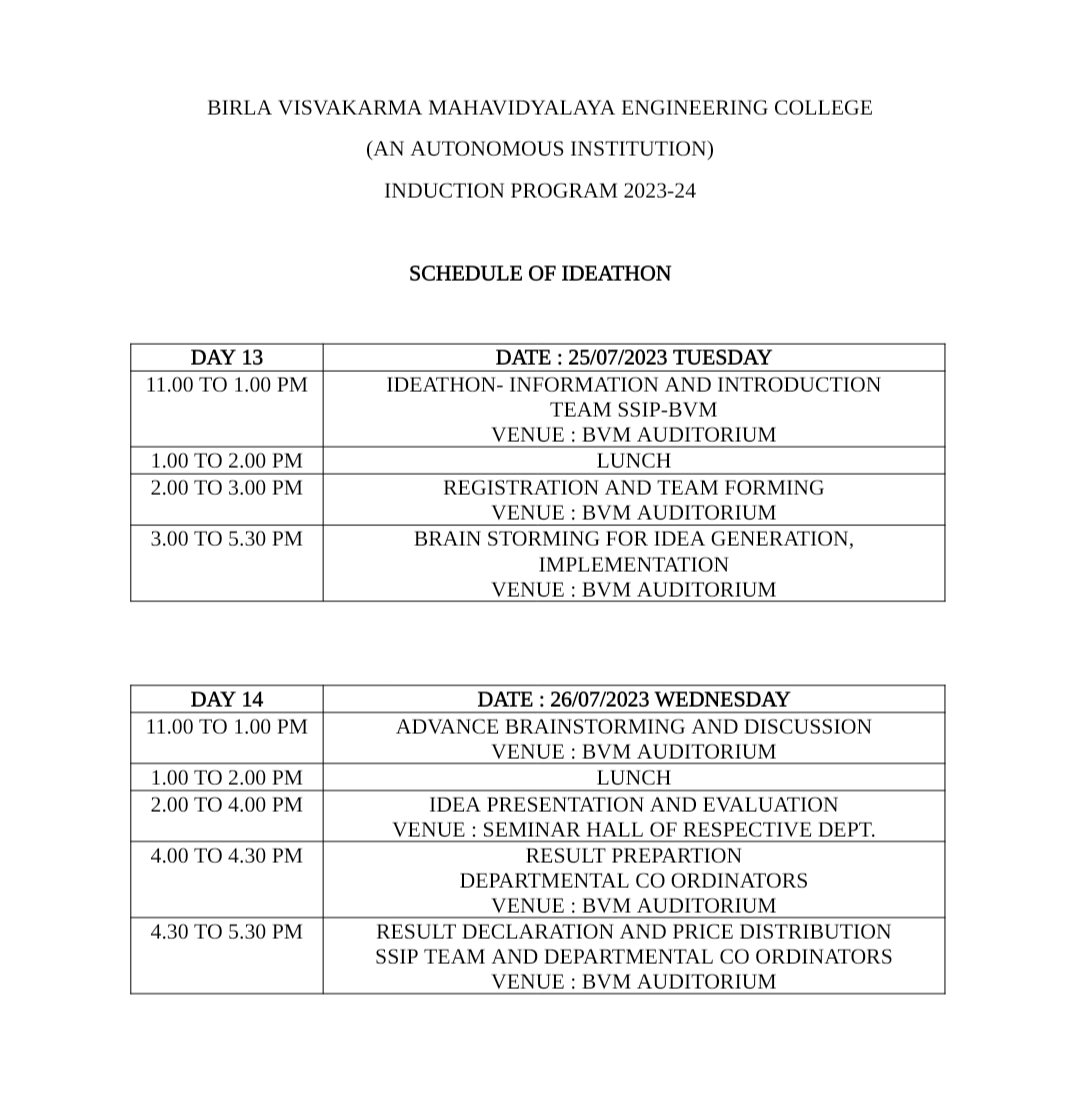 BIRLA VISVAKARMA MAHAVIDYALAYA ENGINEERING COLLEGE
(AN AUTONOMOUS INSTITUTION)
INDUCTION PROGRAM 2023-24
SCHEDULE OF IDEATHON
DAY 13 DATE : 25/07/2023 TUESDAY
11.00 TO 1.00 PM IDEATHON- INFORMATION AND INTRODUCTION
TEAM SSIP-BVM
VENUE : BVM AUDITORIUM
1.00 TO 2.00 PM LUNCH
2.00 TO 3.00 PM REGISTRATION AND TEAM FORMING
VENUE : BVM AUDITORIUM
3.00 TO 5.30 PM BRAIN STORMING FOR IDEA GENERATION,
IMPLEMENTATION
VENUE : BVM AUDITORIUM
DAY 14 DATE : 26/07/2023 WEDNESDAY
11.00 TO 1.00 PM ADVANCE BRAINSTORMING AND DISCUSSION
VENUE : BVM AUDITORIUM
1.00 TO 2.00 PM LUNCH
2.00 TO 4.00 PM IDEA PRESENTATION AND EVALUATION
VENUE : SEMINAR HALL OF RESPECTIVE DEPT.
4.00 TO 4.30 PM RESULT PREPARTION
DEPARTMENTAL CO ORDINATORS
VENUE : BVM AUDITORIUM
4.30 TO 5.30 PM RESULT DECLARATION AND PRICE DISTRIBUTION
SSIP TEAM AND DEPARTMENTAL CO ORDINATORS
VENUE : BVM AUDITORIUM